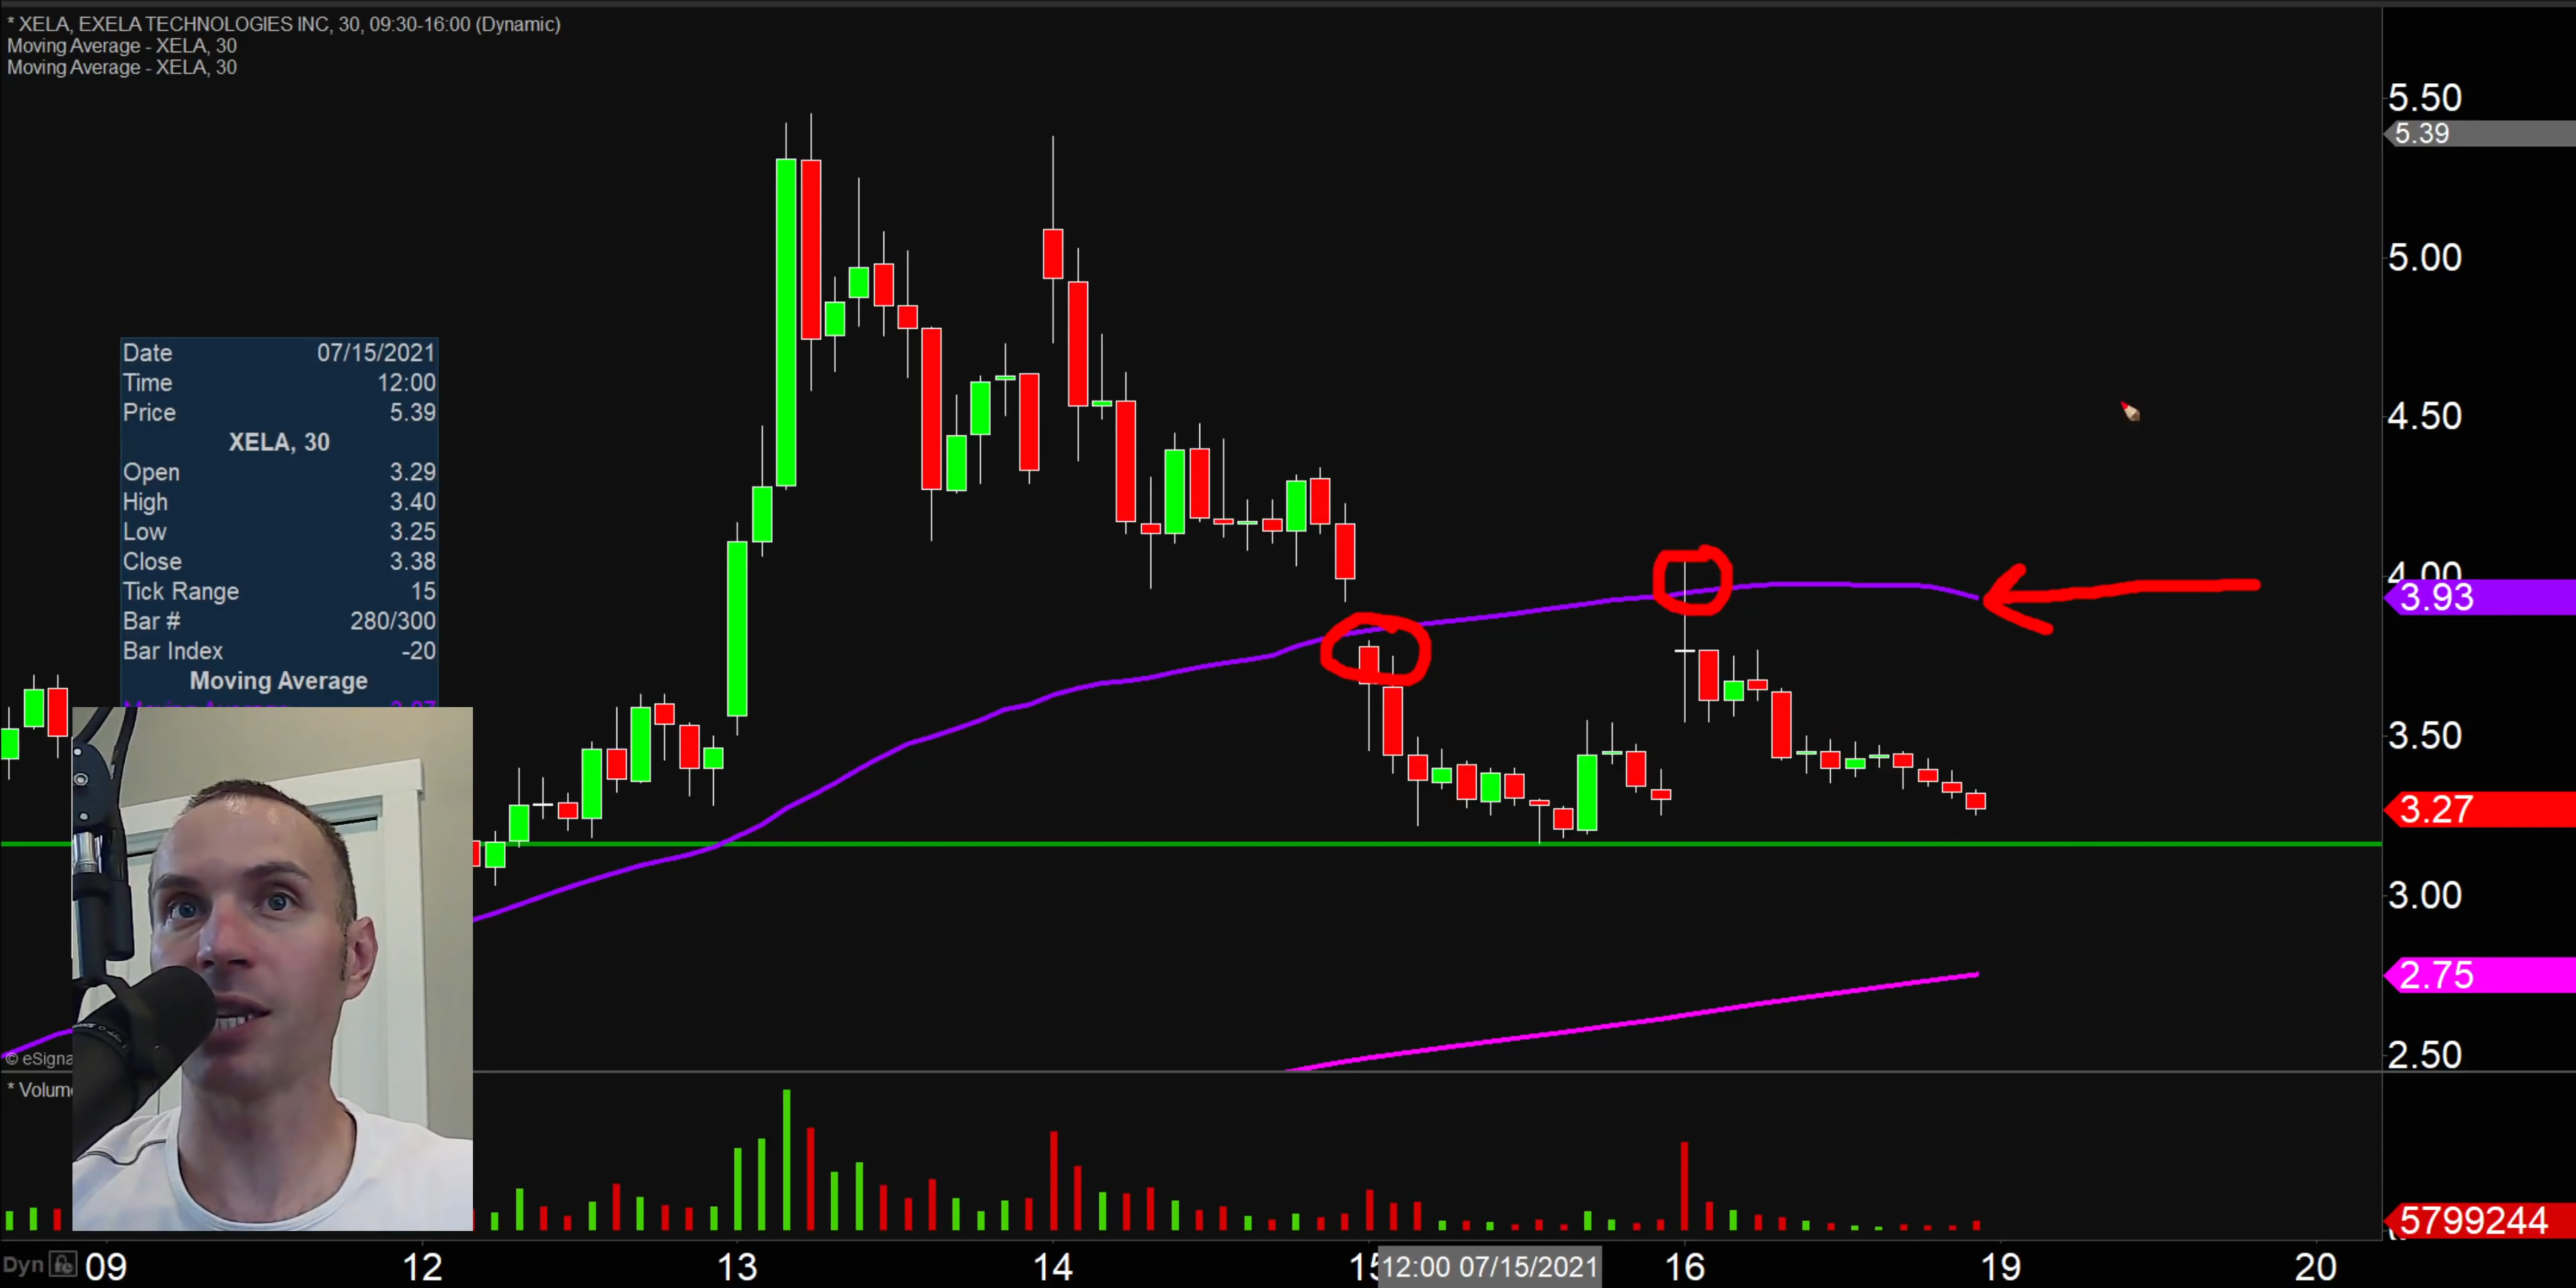 * XELA, EXELA TECHNOLOGIES INC, 30, 09:30-16:00 (Dynamic)
Moving Average - XELA, 30
Moving Average - XELA, 30
5.50
5.39
5.00
4.50
4.00
3.93
3.50
3.27
3.00
2.75
2.50
Date 07/15/2021
Time 12:00
Price 5.39
XELA, 30
Open 3.29
High 3.40
Low 3.25
Close 3.38
Tick Range 15
Bar # 280/300
Bar Index -20
Moving Average
© eSigna
* Volum
5799244
Dyn 09 12 13 14 15 12:00 07/15/2021 16 19 20